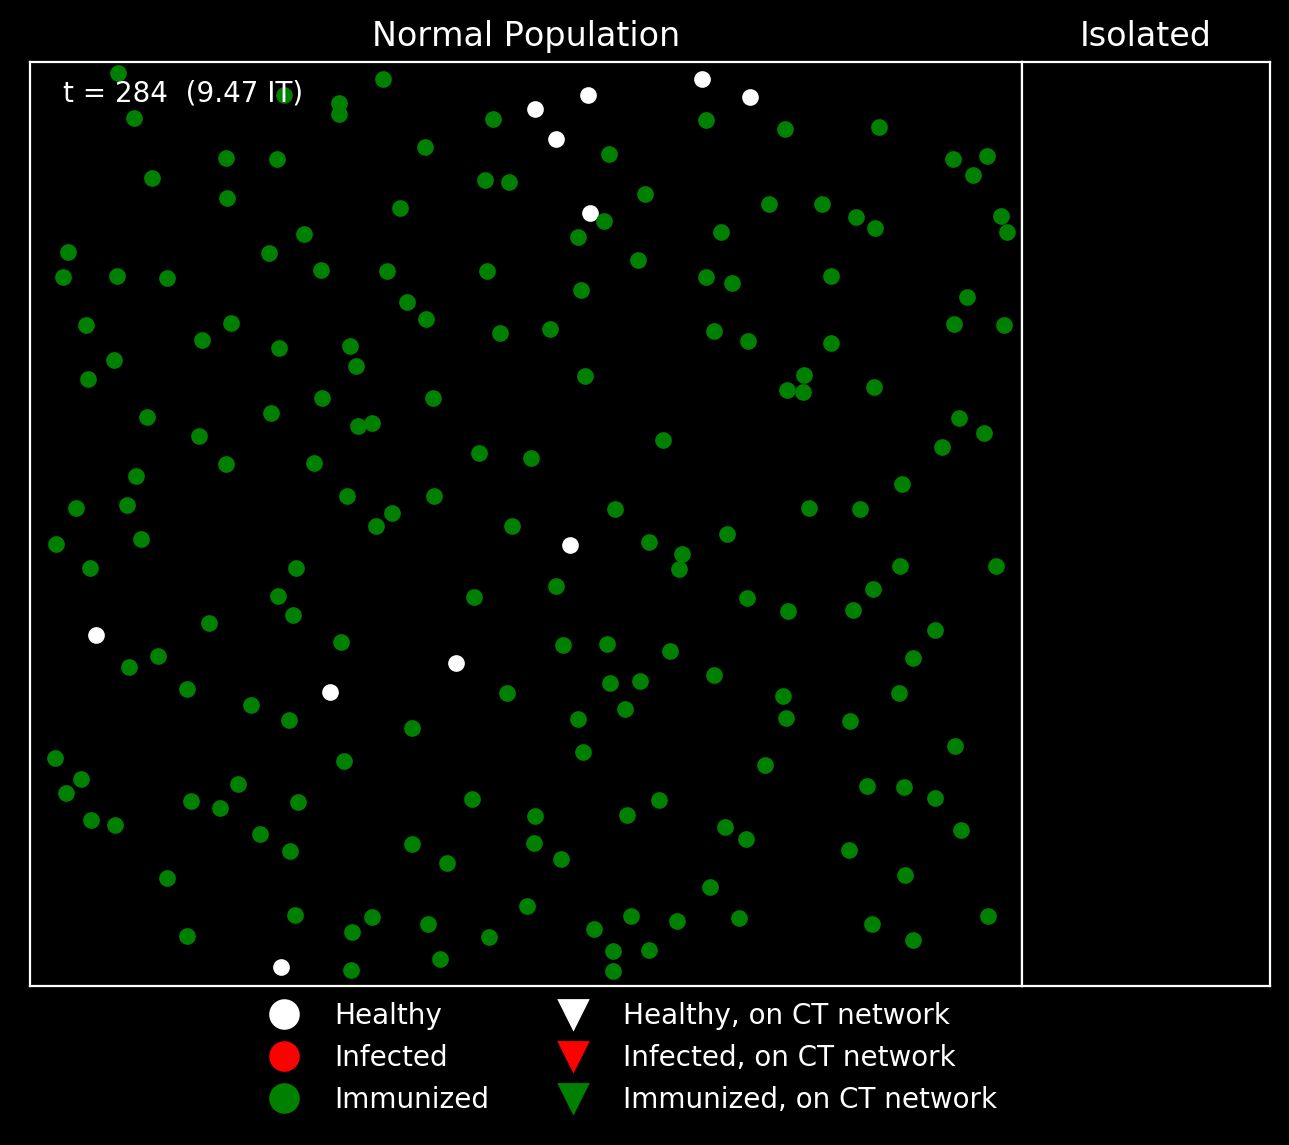 Normal Population
Isolated
t = 284  (9.47 IT)
Healthy
Infected
Immunized
Healthy, on CT network
Infected, on CT network
Immunized, on CT network